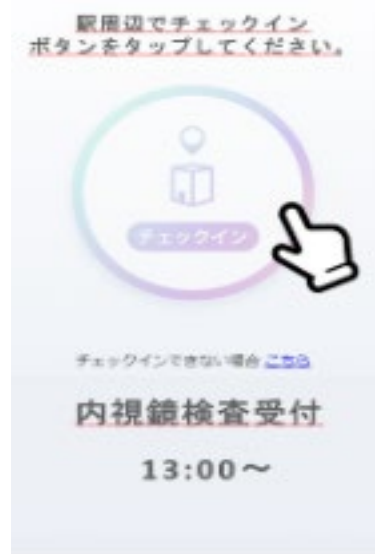 駅周辺でチェックイン
ボタンをタップしてください。
チェックイン
チェックインできない場合 こちら
内視鏡検査受付
13:00～